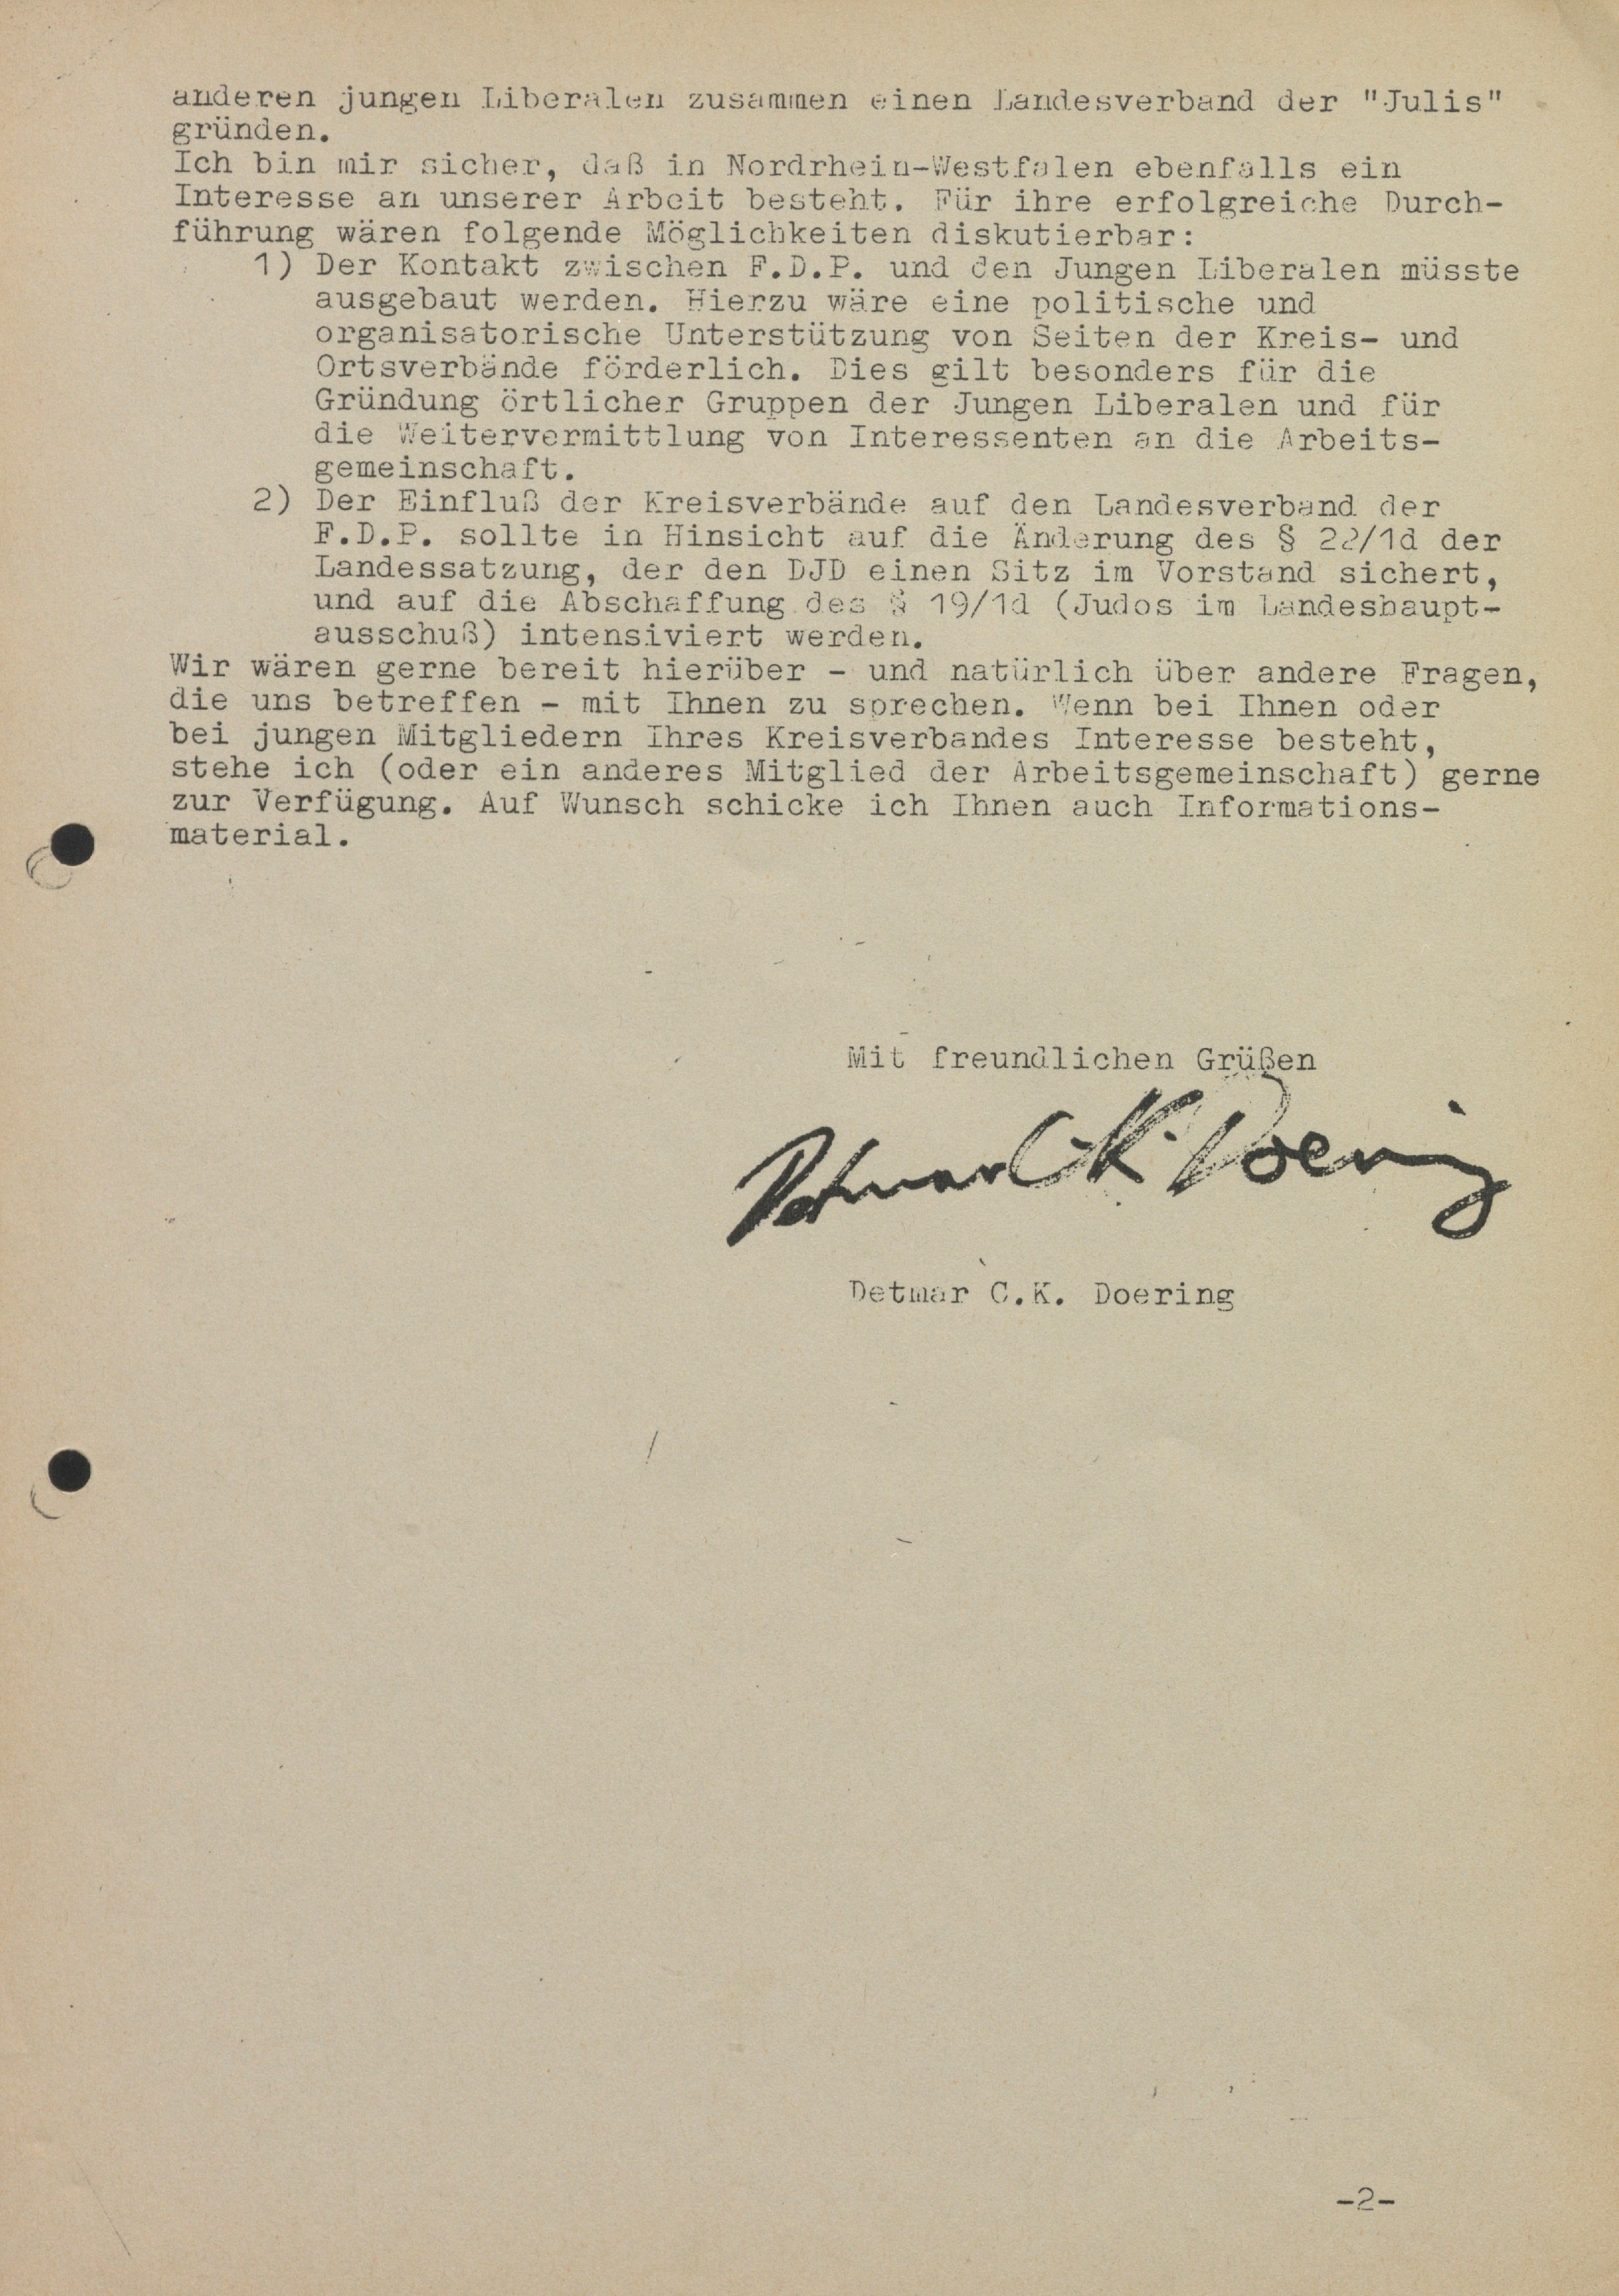 anderen jungen Liberalen zusammen einen Landesverband der "Julis"
gründen.
Ich bin mir sicher, daß in Nordrhein-Westfalen ebenfalls ein
Interesse an unserer Arbeit besteht. Für ihre erfolgreiche Durch-
führung wären folgende Möglichkeiten diskutierbar:
1) Der Kontakt zwischen F.D.P. und den Jungen Liberalen müsste
ausgebaut werden. Hierzu wäre eine politische und
organisatorische Unterstützung von Seiten der Kreis- und
Ortsverbände förderlich. Dies gilt besonders für die
Gründung örtlicher Gruppen der Jungen Liberalen und für
die Weitervermittlung von Interessenten an die Arbeits-
gemeinschaft.
2) Der Einfluß der Kreisverbände auf den Landesverband der
F.D.P. sollte in Hinsicht auf die Änderung des § 22/1d der
Landessatzung, der den DJD einen Sitz im Vorstand sichert,
und auf die Abschaffung des § 19/1d (Judos im Landeshaupt-
ausschuß) intensiviert werden.
Wir wären gerne bereit hierüber - und natürlich über andere Fragen,
die uns betreffen - mit Ihnen zu sprechen. Wenn bei Ihnen oder
bei jungen Mitgliedern Ihres Kreisverbandes Interesse besteht,
stehe ich (oder ein anderes Mitglied der Arbeitsgemeinschaft) gerne
zur Verfügung. Auf Wunsch schicke ich Ihnen auch Informations-
material.
Mit freundlichen Grüßen
Detmar C.K. Doering
Detmar C.K. Doering
-2-